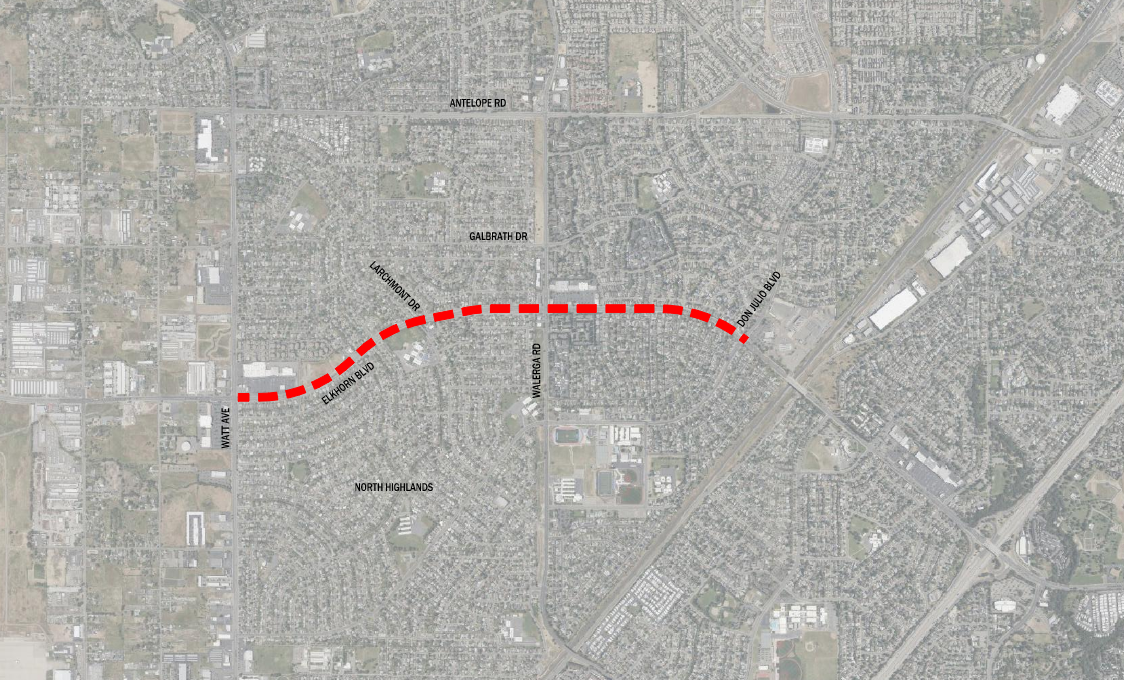 ANTELOPE RD
GALBRATH DR
LARCHMONT DR
DON JULIO BLVD
ELKHORN BLVD
WALERGA RD
WATT AVE
NORTH HIGHLANDS